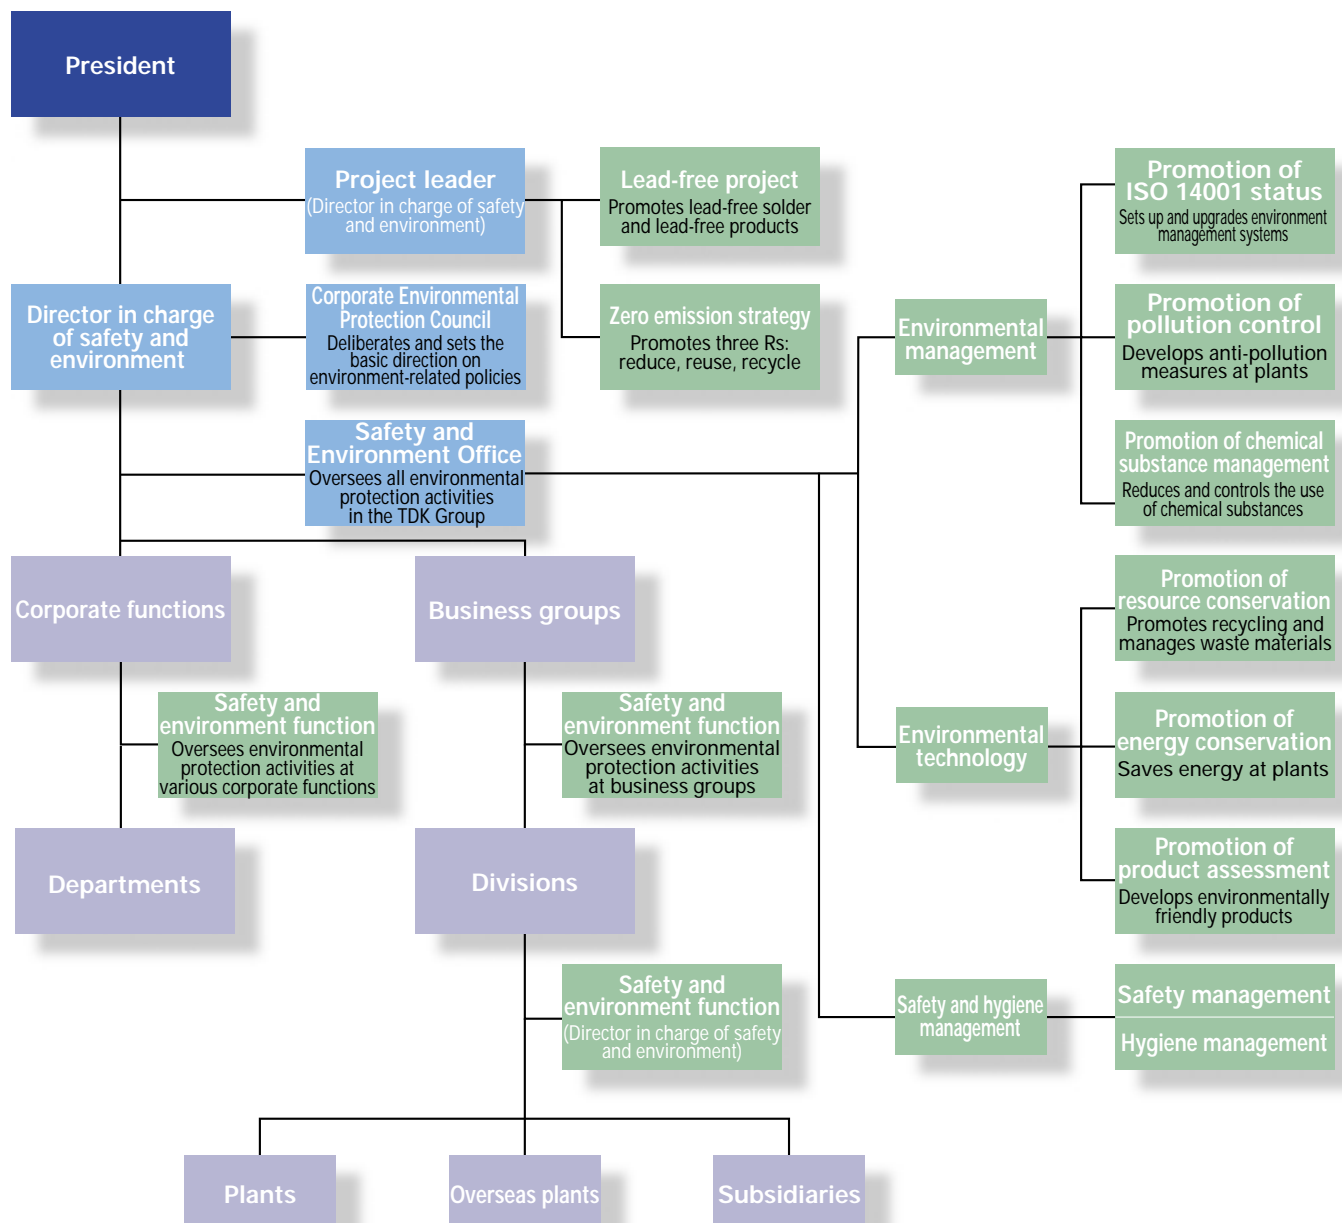 President
Project leader
(Director in charge of safety
and environment)
Lead-free project
Promotes lead-free solder
and lead-free products
Promotion of
ISO 14001 status
Sets up and upgrades environment
management systems
Director in charge
of safety and
environment
Corporate Environmental
Protection Council
Deliberates and sets the
basic direction on
environment-related policies
Zero emission strategy
Promotes three Rs:
reduce, reuse, recycle
Environmental
management
Promotion of
pollution control
Develops anti-pollution
measures at plants
Safety and
Environment Office
Oversees all environmental
protection activities
in the TDK Group
Promotion of chemical
substance management
Reduces and controls the use
of chemical substances
Corporate functions
Business groups
Promotion of
resource conservation
Promotes recycling and
manages waste materials
Safety and
environment function
Oversees environmental
protection activities at
various corporate functions
Safety and
environment function
Oversees environmental
protection activities
at business groups
Environmental
technology
Promotion of
energy conservation
Saves energy at plants
Departments
Divisions
Promotion of
product assessment
Develops environmentally
friendly products
Safety and
environment function
(Director in charge of safety
and environment)
Safety and hygiene
management
Safety management
Hygiene management
Plants
Overseas plants
Subsidiaries